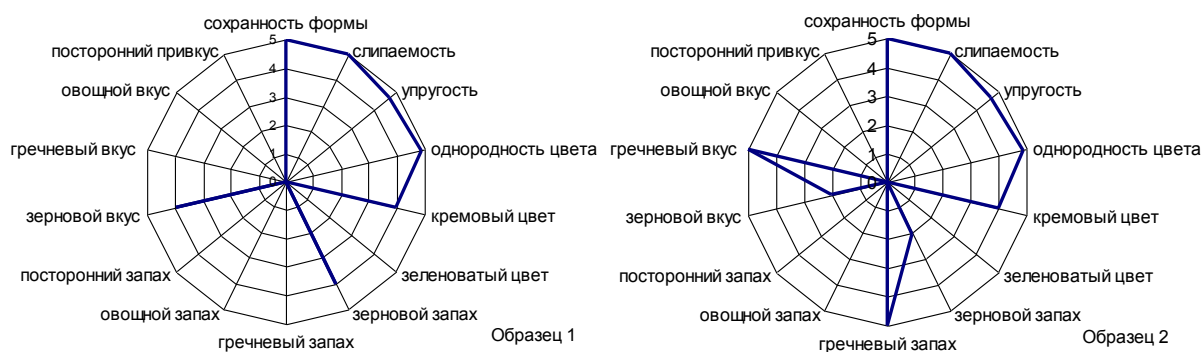 сохранность формы
слипаемость
упругость
однородность цвета
кремовый цвет
зеленоватый цвет
зерновой запах
гречневый запах
овощной запах
посторонний запах
зерновой вкус
гречневый вкус
овощной вкус
посторонний привкус
5
4
3
2
1
0
Образец 1
сохранность формы
слипаемость
упругость
однородность цвета
кремовый цвет
зеленоватый цвет
зерновой запах
гречневый запах
овощной запах
посторонний запах
зерновой вкус
гречневый вкус
овощной вкус
посторонний привкус
5
4
3
2
1
0
Образец 2